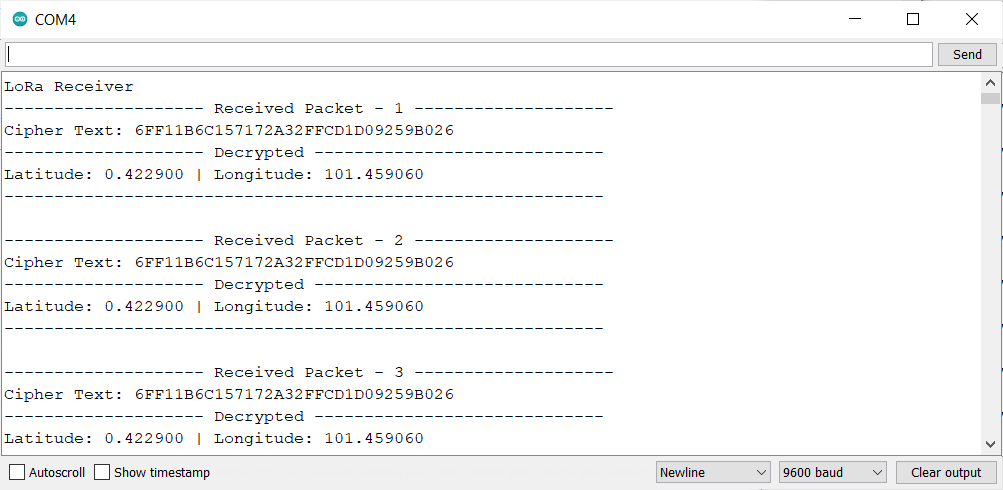 COM4
Send
LoRa Receiver
-------------------- Received Packet - 1 --------------------
Cipher Text: 6FF11B6C157172A32FFCD1D09259B026
-------------------- Decrypted -----------------------------
Latitude: 0.422900 | Longitude: 101.459060
------------------------------------------------------------
-------------------- Received Packet - 2 --------------------
Cipher Text: 6FF11B6C157172A32FFCD1D09259B026
-------------------- Decrypted -----------------------------
Latitude: 0.422900 | Longitude: 101.459060
------------------------------------------------------------
-------------------- Received Packet - 3 --------------------
Cipher Text: 6FF11B6C157172A32FFCD1D09259B026
-------------------- Decrypted -----------------------------
Latitude: 0.422900 | Longitude: 101.459060
Autoscroll Show timestamp Newline 9600 baud Clear output